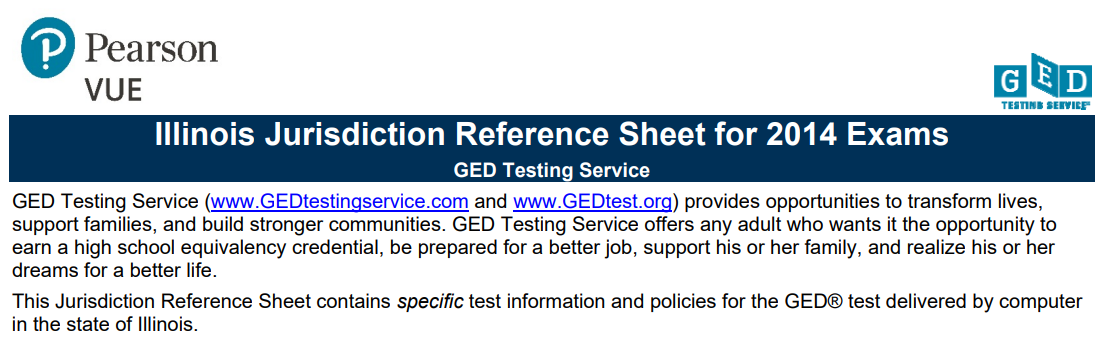 Pearson
VUE
GED
TESTING SERVICE®
Illinois Jurisdiction Reference Sheet for 2014 Exams
GED Testing Service
GED Testing Service (www.GEDtestingservice.com and www.GEDtest.org) provides opportunities to transform lives,
support families, and build stronger communities. GED Testing Service offers any adult who wants it the opportunity to
earn a high school equivalency credential, be prepared for a better job, support his or her family, and realize his or her
dreams for a better life.
This Jurisdiction Reference Sheet contains specific test information and policies for the GED® test delivered by computer
in the state of Illinois.